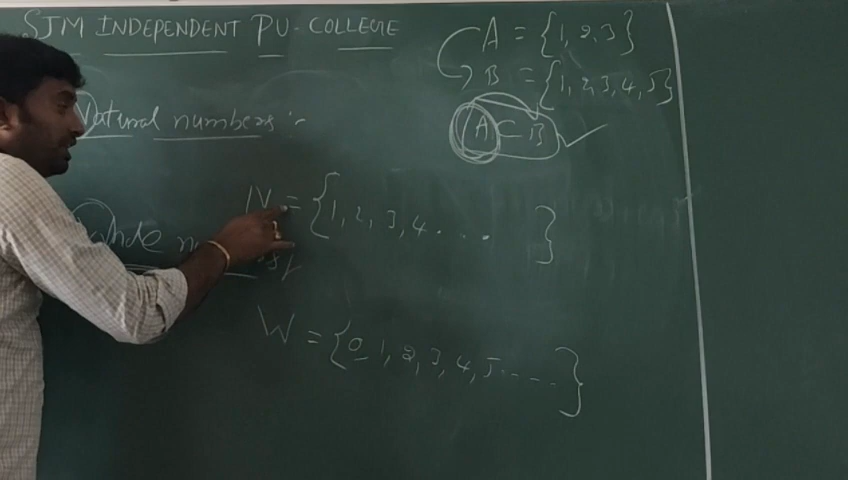 SJM INDEPENDENT PU-COLLEGE
A = {1, 2, 3}
B = {1, 2, 3, 4, 5}
A ⊂ B ✓
Natural numbers :-
N = {1, 2, 3, 4 . . . . }
W = {0, 1, 2, 3, 4, 5 . . . . . }